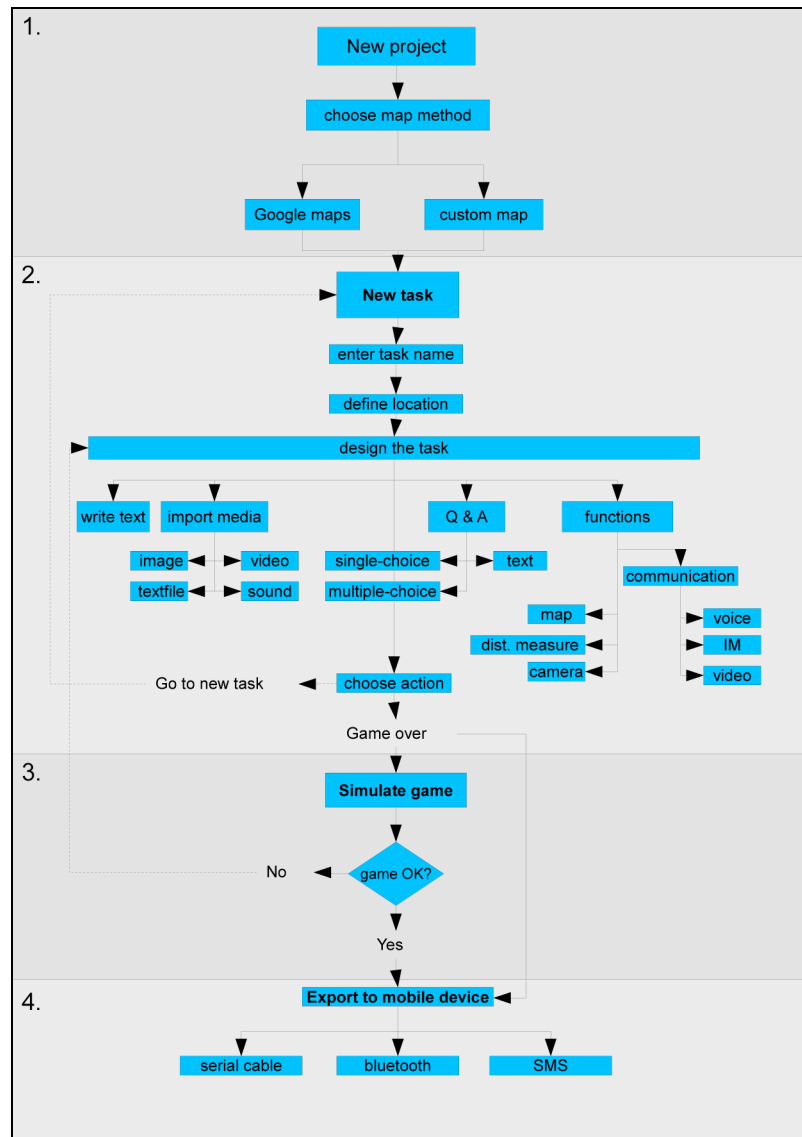 1.
New project
choose map method
Google maps
custom map
2.
New task
enter task name
define location
design the task
write text
import media
Q & A
functions
image
video
single-choice
text
communication
textfile
sound
multiple-choice
map
voice
dist. measure
IM
camera
video
Go to new task
choose action
Game over
3.
Simulate game
No
game OK?
Yes
4.
Export to mobile device
serial cable
bluetooth
SMS